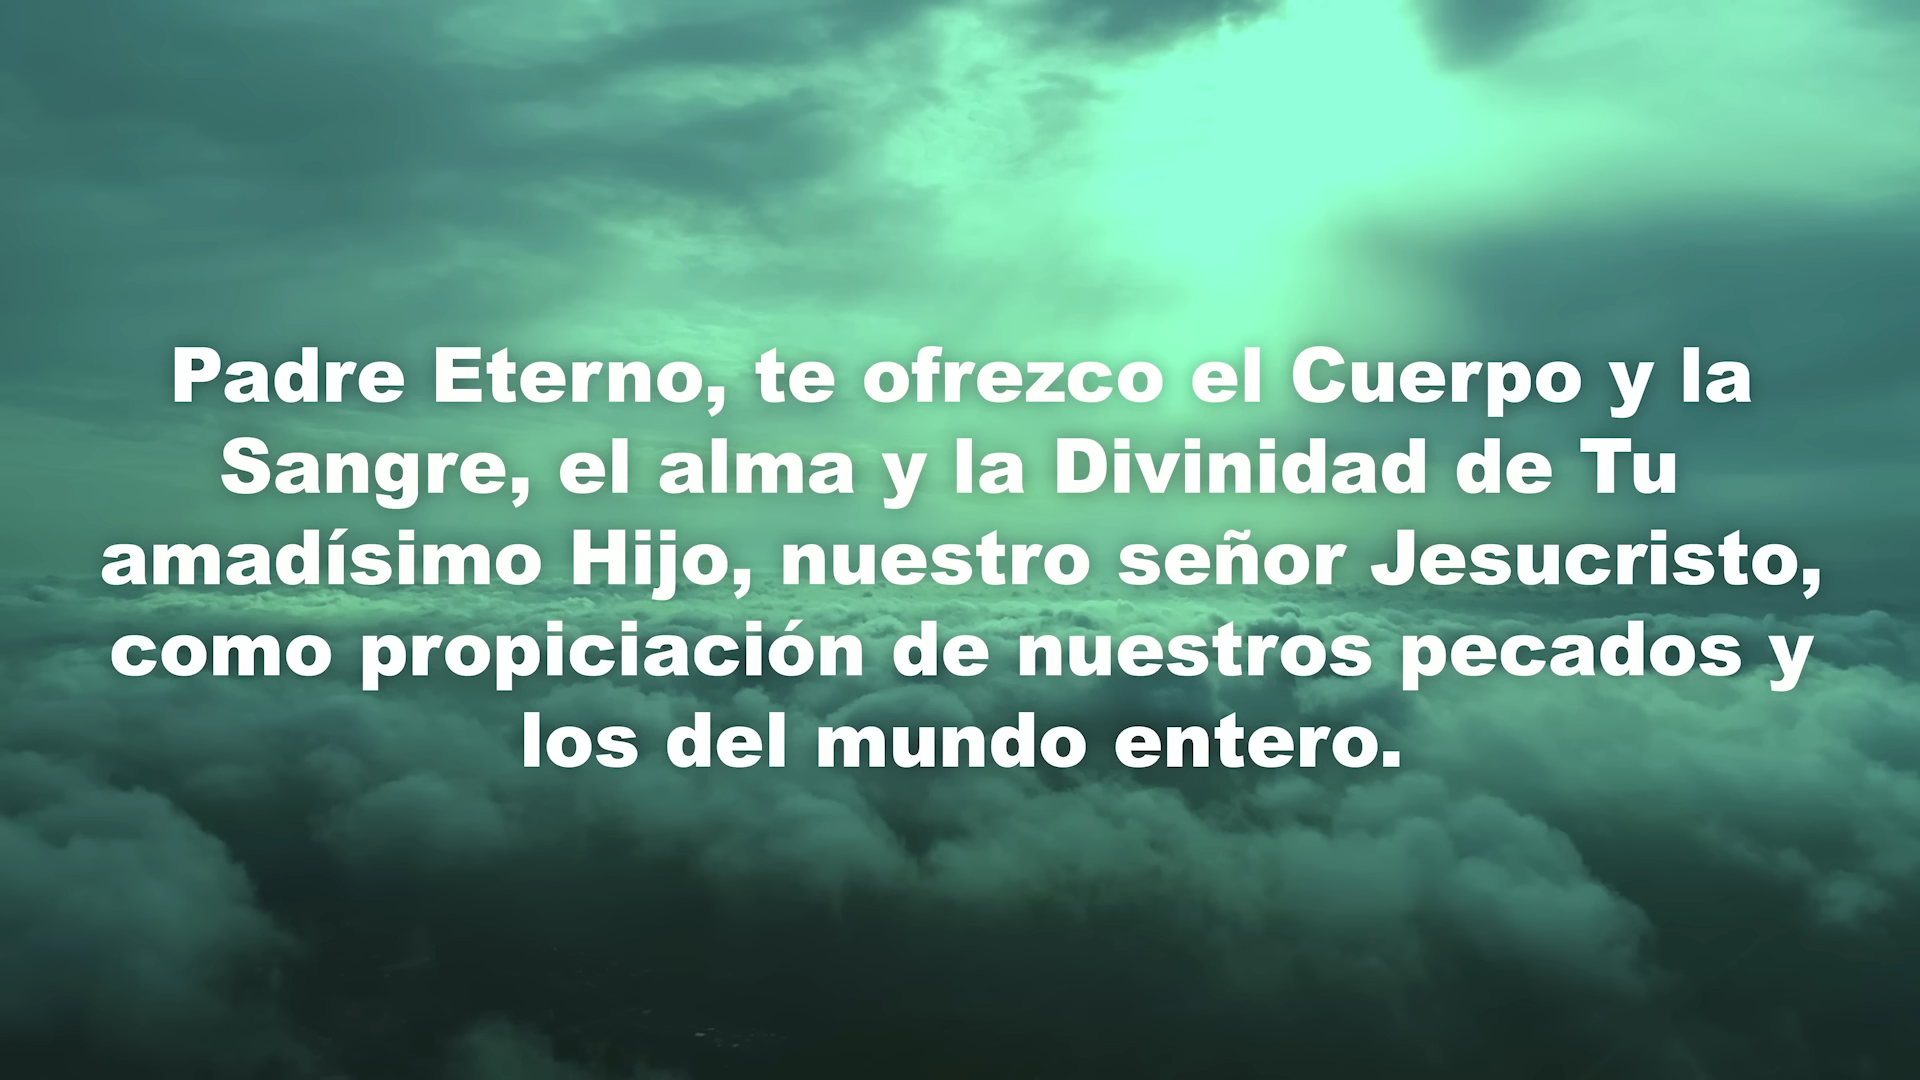 Padre Eterno, te ofrezco el Cuerpo y la
Sangre, el alma y la Divinidad de Tu
amadísimo Hijo, nuestro señor Jesucristo,
como propiciación de nuestros pecados y
los del mundo entero.